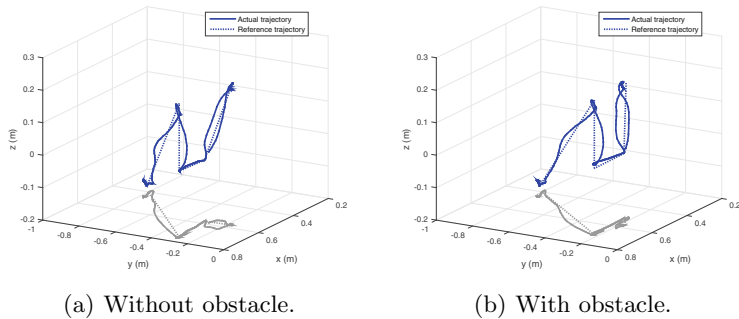 Actual trajectory
Reference trajectory
0.3
0.2
0.1
0
-0.1
-0.2
z (m)
-1
-0.8
-0.6
-0.4
-0.2
0
y (m)
0.8
0.6
0.4
0.2
x (m)
(a) Without obstacle.
Actual trajectory
Reference trajectory
0.3
0.2
0.1
0
-0.1
-0.2
z (m)
-1
-0.8
-0.6
-0.4
-0.2
0
y (m)
0.8
0.6
0.4
0.2
x (m)
(b) With obstacle.